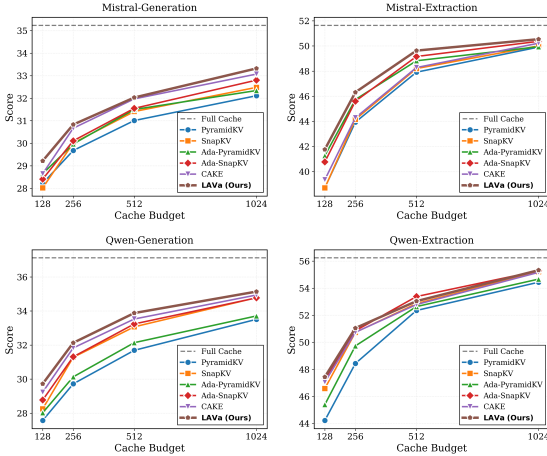 Mistral-Generation
Score
35
34
33
32
31
30
29
28
128
256
512
1024
Cache Budget
Full Cache
PyramidKV
SnapKV
Ada-PyramidKV
Ada-SnapKV
CAKE
LAVa (Ours)
Mistral-Extraction
Score
52
50
48
46
44
42
40
128
256
512
1024
Cache Budget
Full Cache
PyramidKV
SnapKV
Ada-PyramidKV
Ada-SnapKV
CAKE
LAVa (Ours)
Qwen-Generation
Score
36
34
32
30
28
128
256
512
1024
Cache Budget
Full Cache
PyramidKV
SnapKV
Ada-PyramidKV
Ada-SnapKV
CAKE
LAVa (Ours)
Qwen-Extraction
Score
56
54
52
50
48
46
44
128
256
512
1024
Cache Budget
Full Cache
PyramidKV
SnapKV
Ada-PyramidKV
Ada-SnapKV
CAKE
LAVa (Ours)